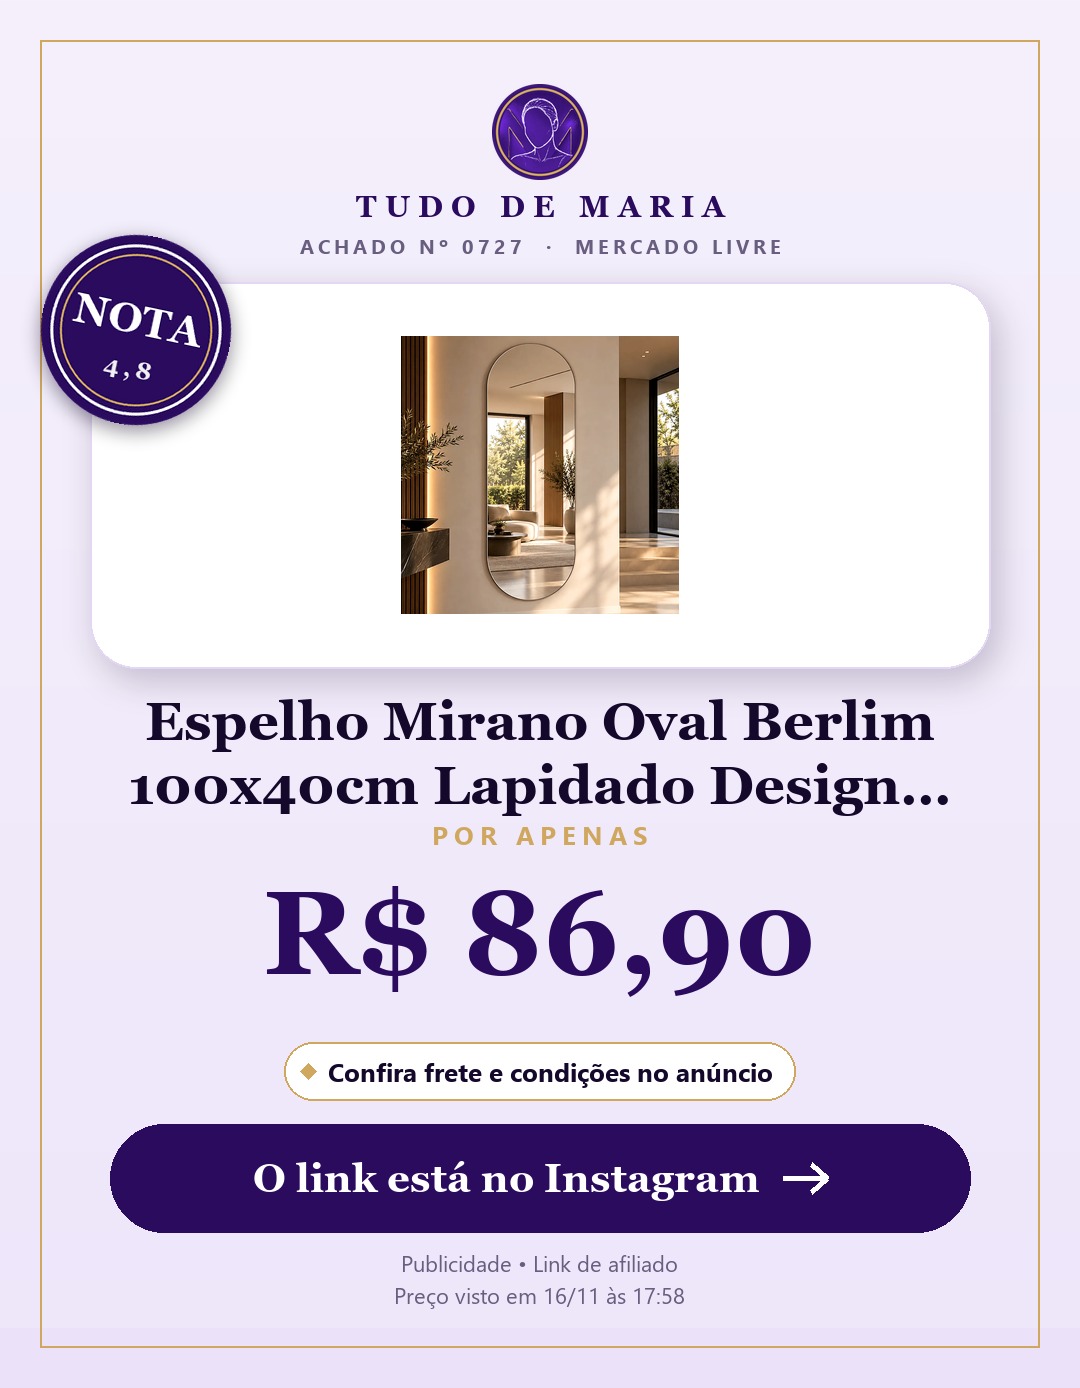 TUDO DE MARIA
ACHADO Nº 0727 · MERCADO LIVRE
NOTA
4,8
Espelho Mirano Oval Berlim
100x40cm Lapidado Design...
POR APENAS
R$ 86,90
Confira frete e condições no anúncio
O link está no Instagram →
Publicidade • Link de afiliado
Preço visto em 16/11 às 17:58